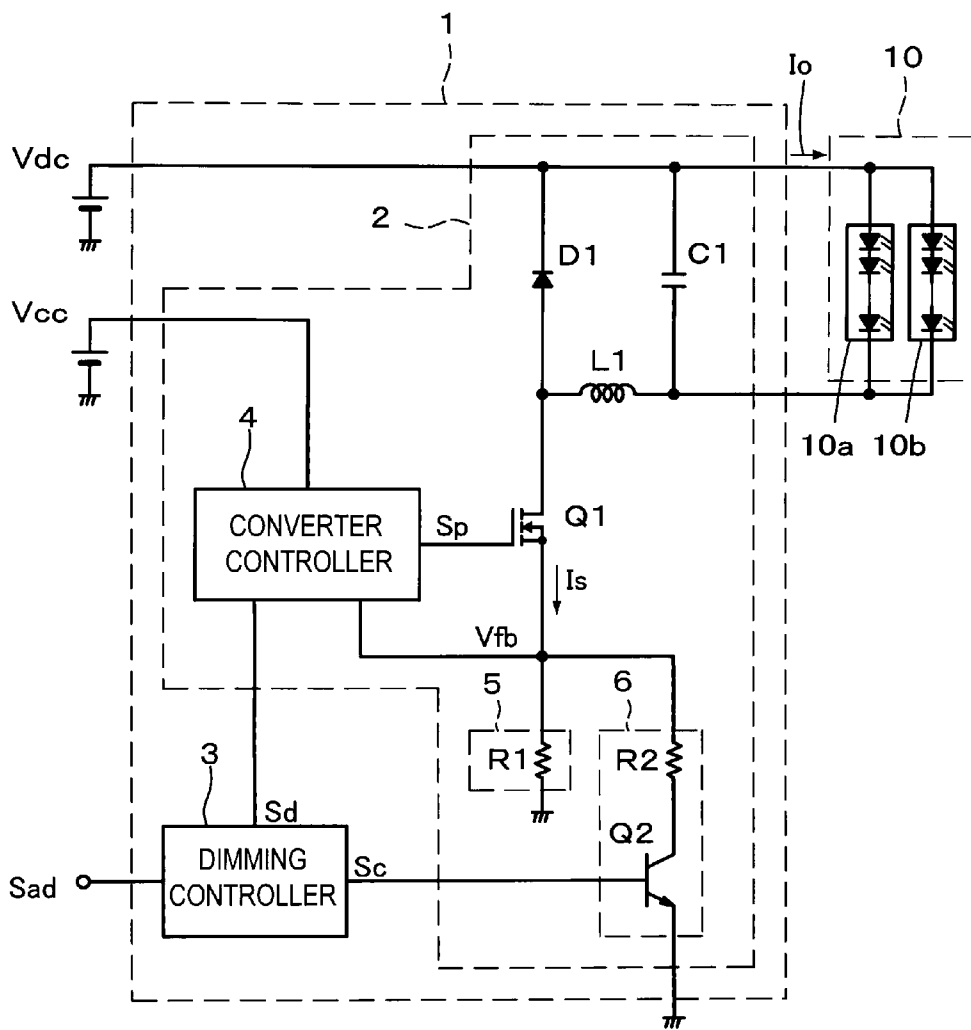 1
Io
10
Vdc
2
D1
C1
Vcc
L1
10a
10b
4
CONVERTER
CONTROLLER
Sp
Q1
Is
Vfb
5
6
R1
R2
3
Sd
Q2
DIMMING
CONTROLLER
Sc
Sad